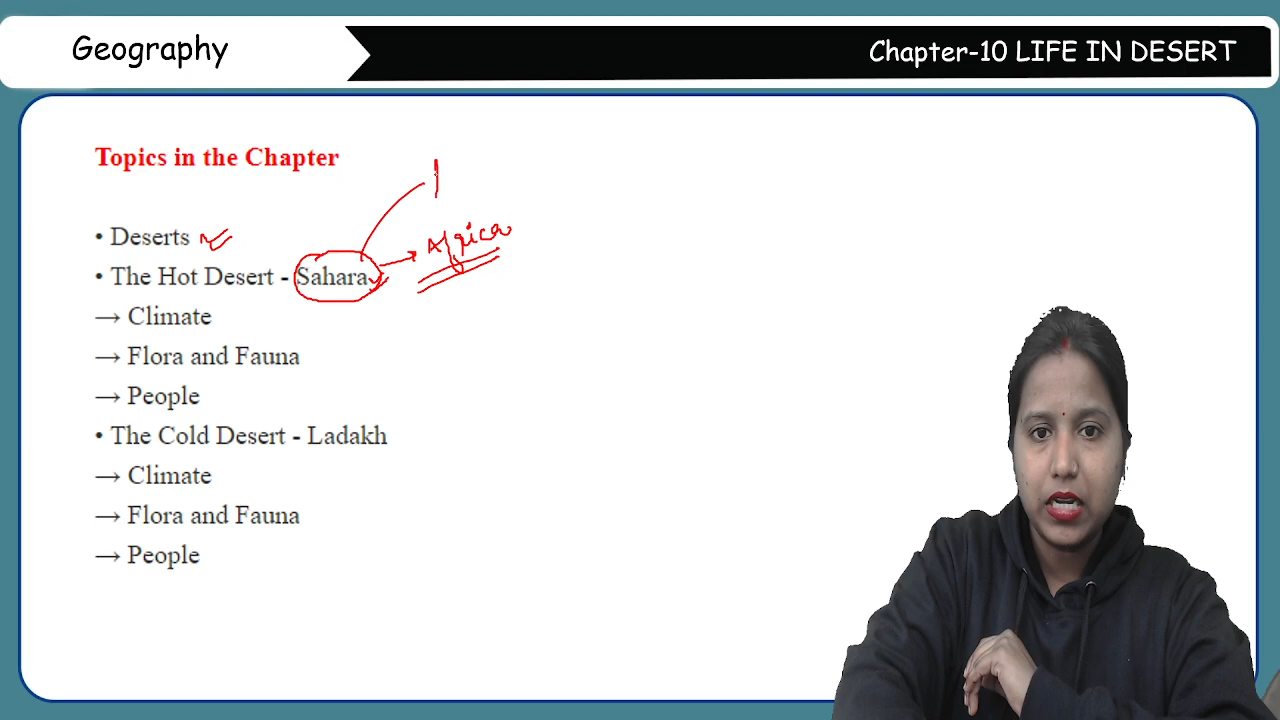 Geography
Chapter-10 LIFE IN DESERT
Topics in the Chapter
• Deserts
• The Hot Desert - Sahara
Africa
→ Climate
→ Flora and Fauna
→ People
• The Cold Desert - Ladakh
→ Climate
→ Flora and Fauna
→ People